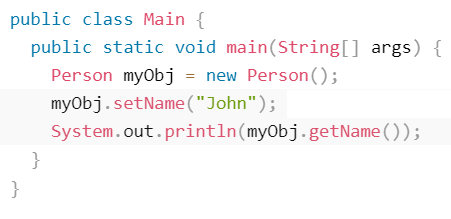 public class Main {
  public static void main(String[] args) {
    Person myObj = new Person();
    myObj.setName("John");
    System.out.println(myObj.getName());
  }
}